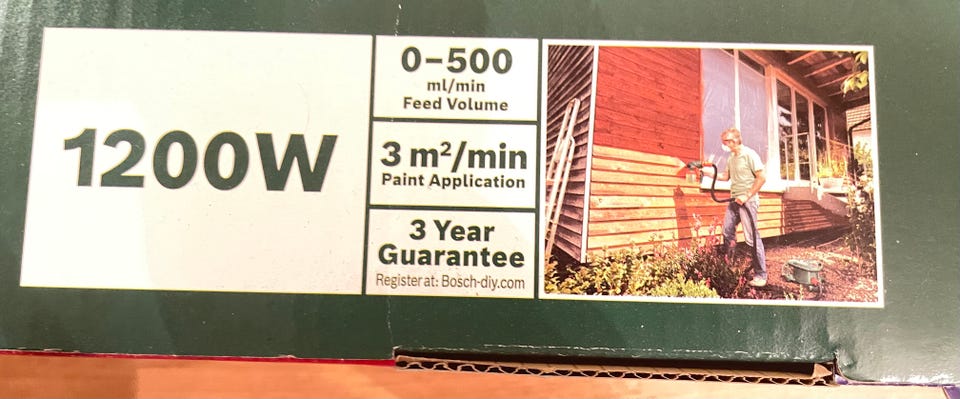 1200W
0–500
ml/min
Feed Volume
3 m²/min
Paint Application
3 Year
Guarantee
Register at: Bosch-diy.com